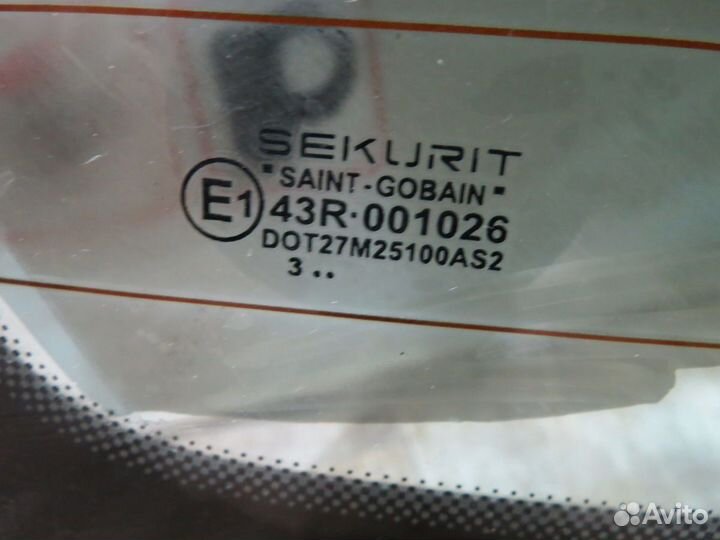 SEKURIT
"SAINT-GOBAIN"
E1 43R·001026
DOT27M25100AS2
3 ..
Avito